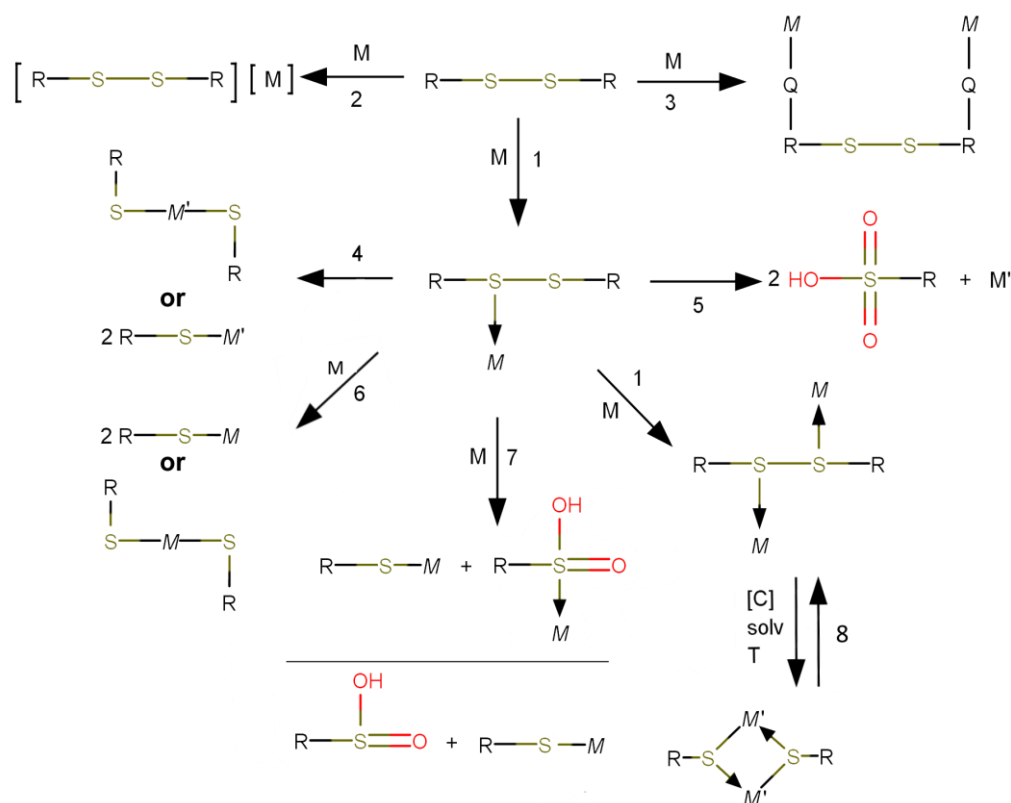 [ R S S R ] [ M ]
M
2
R S S R
M
3
M M
Q Q
R S S R
M 1
R
S M' S
R
or
2 R S M'
4
R S S R
M
5
2 HO S R + M'
O
O
M
6
2 R S M
or
R
S M S
R
M 7
R S M + R S O
OH
M
OH
R S O + R S M
1
M
M
R S S R
M
[C]
solv
T
8
M'
R S S R
M'